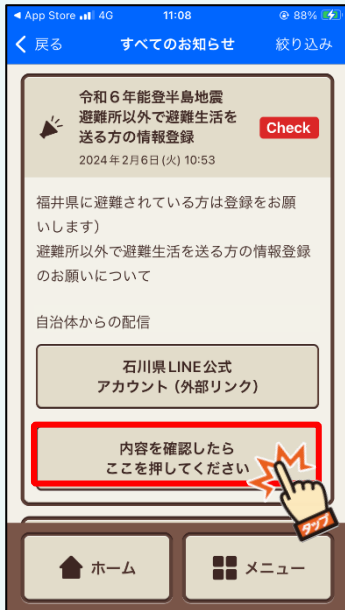 App Store 4G 11:08 88%
戻る すべてのお知らせ 絞り込み
令和6年能登半島地震
避難所以外で避難生活を
送る方の情報登録
Check
2024年2月6日(火) 10:53
福井県に避難されている方は登録をお願
いします)
避難所以外で避難生活を送る方の情報登録
のお願いについて
自治体からの配信
石川県LINE公式
アカウント(外部リンク)
内容を確認したら
ここを押してください
タップ
ホーム メニュー